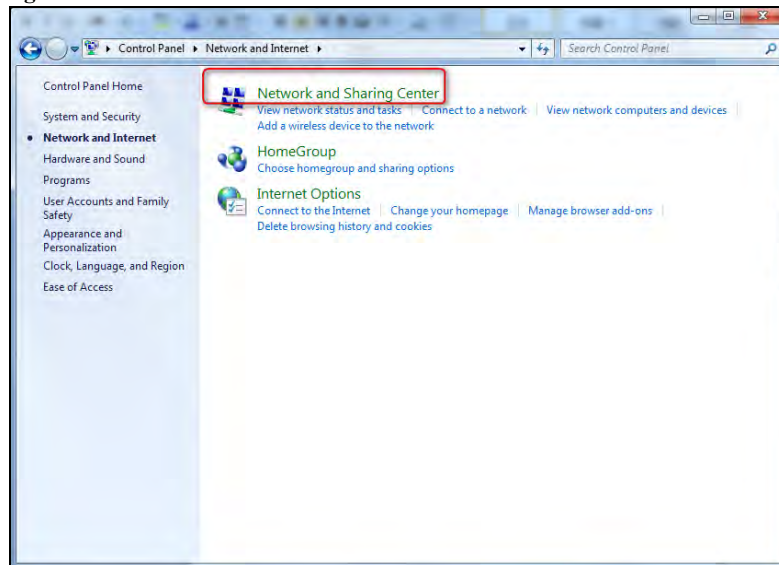 Control Panel ▸ Network and Internet ▸
Search Control Panel
Control Panel Home
System and Security
• Network and Internet
Hardware and Sound
Programs
User Accounts and Family
Safety
Appearance and
Personalization
Clock, Language, and Region
Ease of Access
Network and Sharing Center
View network status and tasks | Connect to a network | View network computers and devices |
Add a wireless device to the network
HomeGroup
Choose homegroup and sharing options
Internet Options
Connect to the Internet | Change your homepage | Manage browser add-ons |
Delete browsing history and cookies